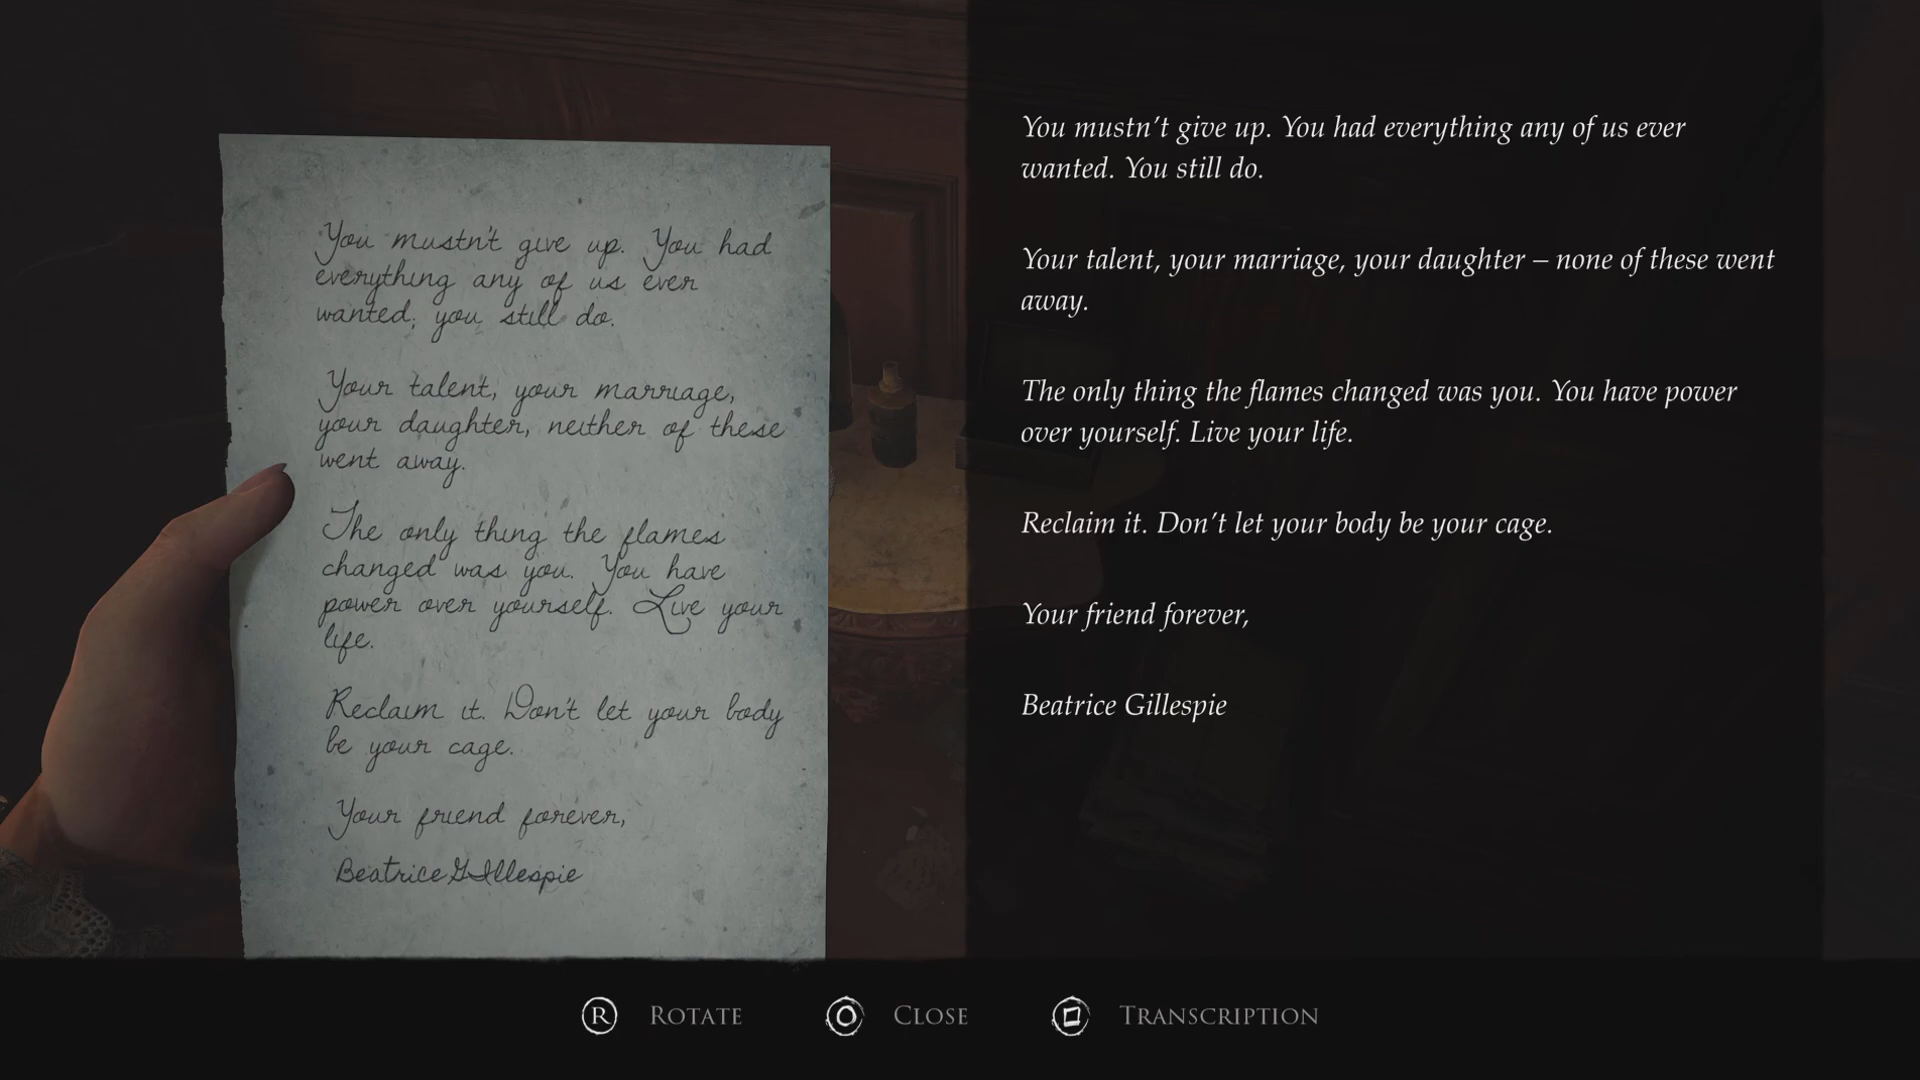 You mustn't give up. You had
everything any of us ever
wanted; you still do.
Your talent, your marriage,
your daughter, neither of these
went away.
The only thing the flames
changed was you. You have
power over yourself. Live your
life.
Reclaim it. Don't let your body
be your cage.
Your friend forever,
Beatrice GIllespie
You mustn't give up. You had everything any of us ever
wanted. You still do.
Your talent, your marriage, your daughter – none of these went
away.
The only thing the flames changed was you. You have power
over yourself. Live your life.
Reclaim it. Don't let your body be your cage.
Your friend forever,
Beatrice Gillespie
R ROTATE CLOSE TRANSCRIPTION